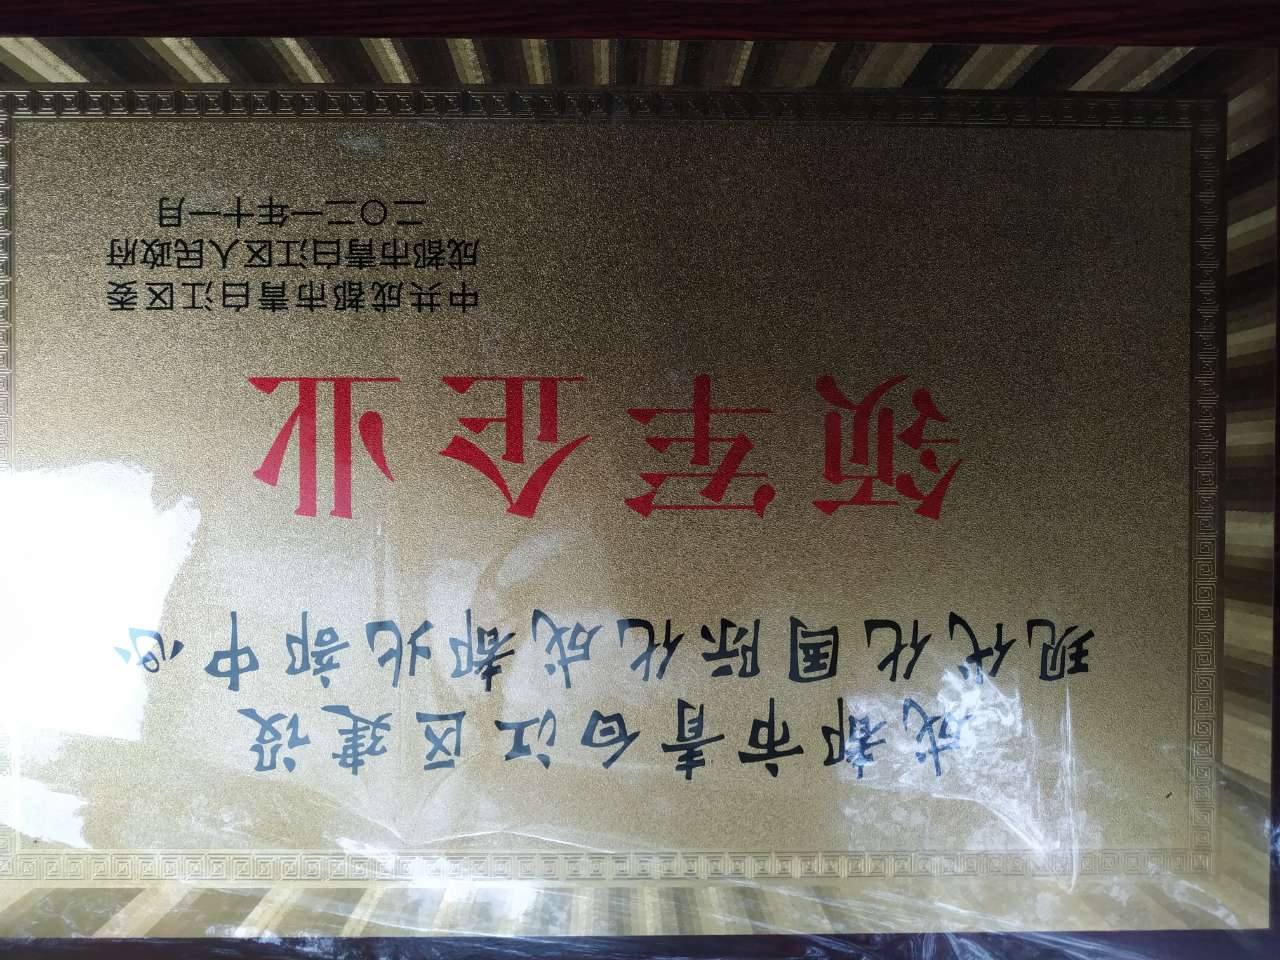 成都市青白江区建设
现代化国际化成都北部中心
领军企业
中共成都市青白江区委
成都市青白江区人民政府
二〇二一年十一月